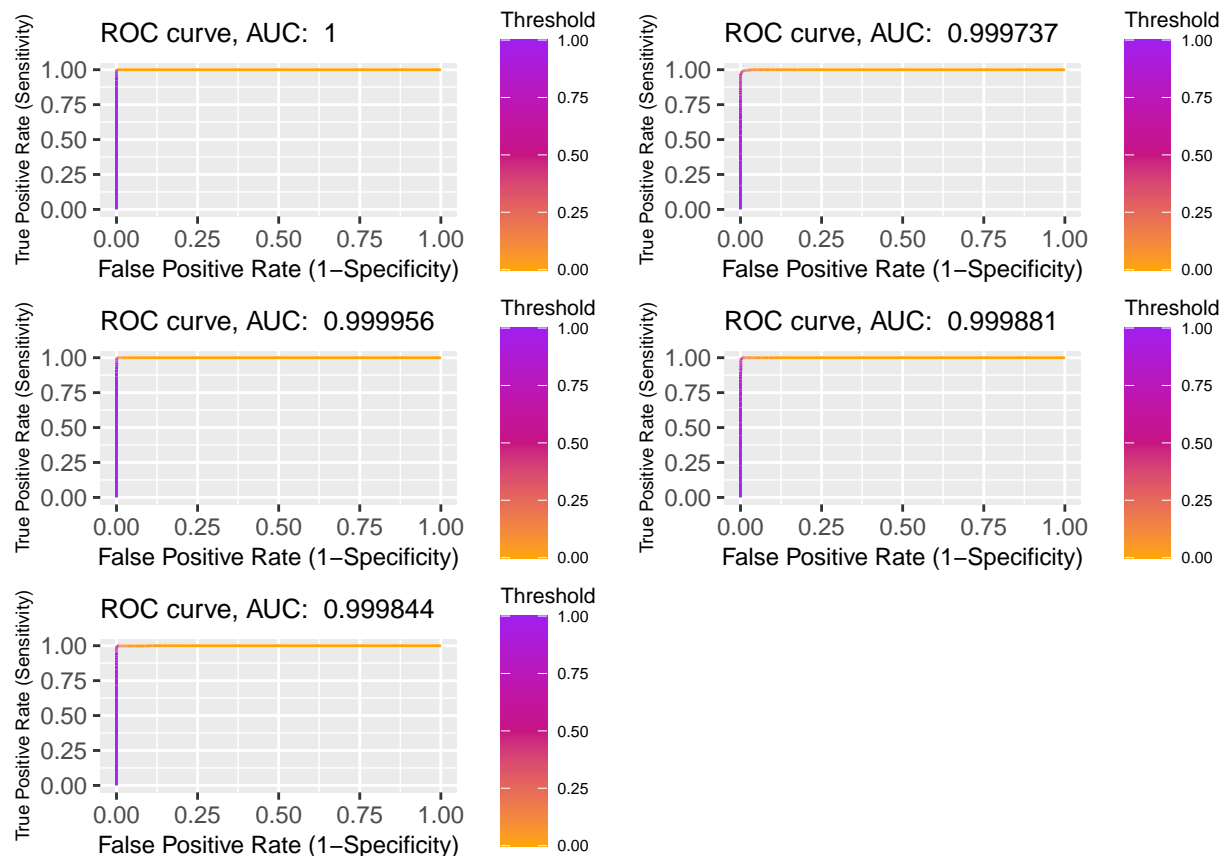 ROC curve, AUC: 1
True Positive Rate (Sensitivity)
1.00
0.75
0.50
0.25
0.00
0.00 0.25 0.50 0.75 1.00
False Positive Rate (1−Specificity)
Threshold
1.00
0.75
0.50
0.25
0.00
ROC curve, AUC: 0.999737
True Positive Rate (Sensitivity)
1.00
0.75
0.50
0.25
0.00
0.00 0.25 0.50 0.75 1.00
False Positive Rate (1−Specificity)
Threshold
1.00
0.75
0.50
0.25
0.00
ROC curve, AUC: 0.999956
True Positive Rate (Sensitivity)
1.00
0.75
0.50
0.25
0.00
0.00 0.25 0.50 0.75 1.00
False Positive Rate (1−Specificity)
Threshold
1.00
0.75
0.50
0.25
0.00
ROC curve, AUC: 0.999881
True Positive Rate (Sensitivity)
1.00
0.75
0.50
0.25
0.00
0.00 0.25 0.50 0.75 1.00
False Positive Rate (1−Specificity)
Threshold
1.00
0.75
0.50
0.25
0.00
ROC curve, AUC: 0.999844
True Positive Rate (Sensitivity)
1.00
0.75
0.50
0.25
0.00
0.00 0.25 0.50 0.75 1.00
False Positive Rate (1−Specificity)
Threshold
1.00
0.75
0.50
0.25
0.00